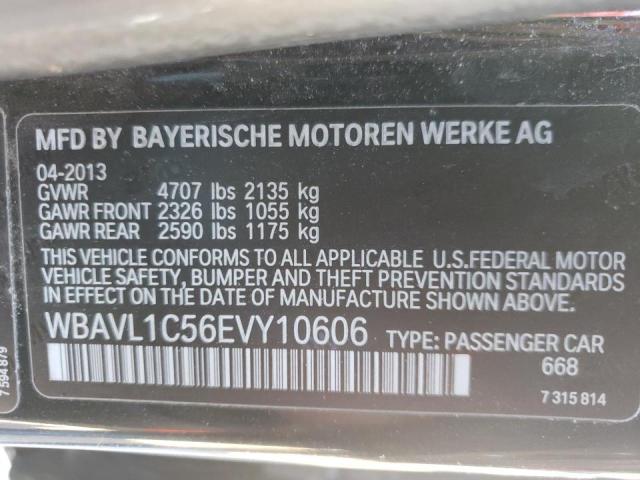 MFD BY BAYERISCHE MOTOREN WERKE AG
04-2013
GVWR 4707 lbs 2135 kg
GAWR FRONT 2326 lbs 1055 kg
GAWR REAR 2590 lbs 1175 kg
THIS VEHICLE CONFORMS TO ALL APPLICABLE U.S.FEDERAL MOTOR
VEHICLE SAFETY, BUMPER AND THEFT PREVENTION STANDARDS
IN EFFECT ON THE DATE OF MANUFACTURE SHOWN ABOVE.
WBAVL1C56EVY10606 TYPE: PASSENGER CAR
668
7 315 814
7 594 879